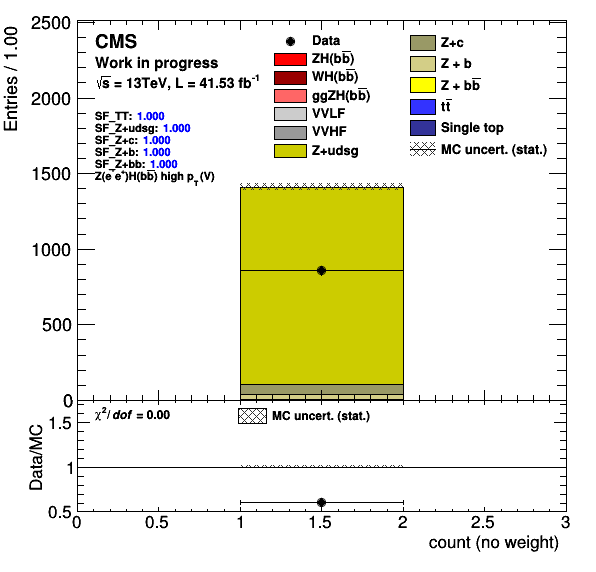 CMS
Work in progress
√s = 13TeV, L = 41.53 fb⁻¹
SF_TT: 1.000
SF_Z+udsg: 1.000
SF_Z+c: 1.000
SF_Z+b: 1.000
SF_Z+bb: 1.000
Z(e⁻e⁺)H(bb̅) high p_T(V)
Data
ZH(bb̅)
WH(bb̅)
ggZH(bb̅)
VVLF
VVHF
Z+udsg
Z+c
Z + b
Z + bb̅
tt̅
Single top
MC uncert. (stat.)
Entries / 1.00
2500
2000
1500
1000
500
0
χ²/dof = 0.00
MC uncert. (stat.)
Data/MC
1.5
1
0.5
0 0.5 1 1.5 2 2.5 3
count (no weight)